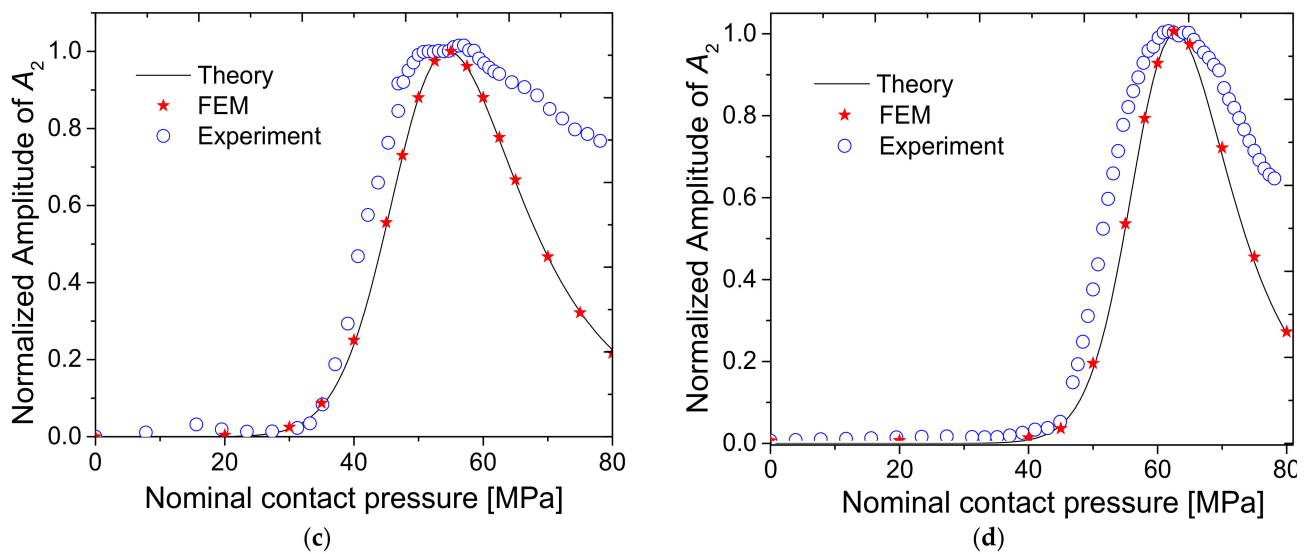 Normalized Amplitude of A2
1.0
0.8
0.6
0.4
0.2
0.0
Theory
FEM
Experiment
0 20 40 60 80
Nominal contact pressure [MPa]
(c)
Normalized Amplitude of A2
1.0
0.8
0.6
0.4
0.2
0.0
Theory
FEM
Experiment
0 20 40 60 80
Nominal contact pressure [MPa]
(d)